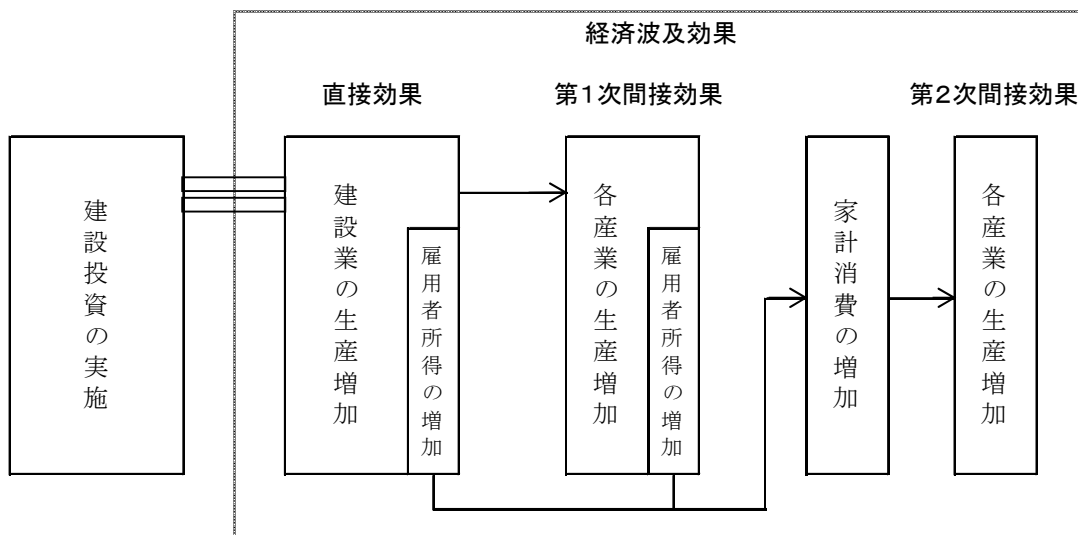 経済波及効果
直接効果
第1次間接効果
第2次間接効果
建設投資の実施
建設業の生産増加
雇用者所得の増加
各産業の生産増加
雇用者所得の増加
家計消費の増加
各産業の生産増加